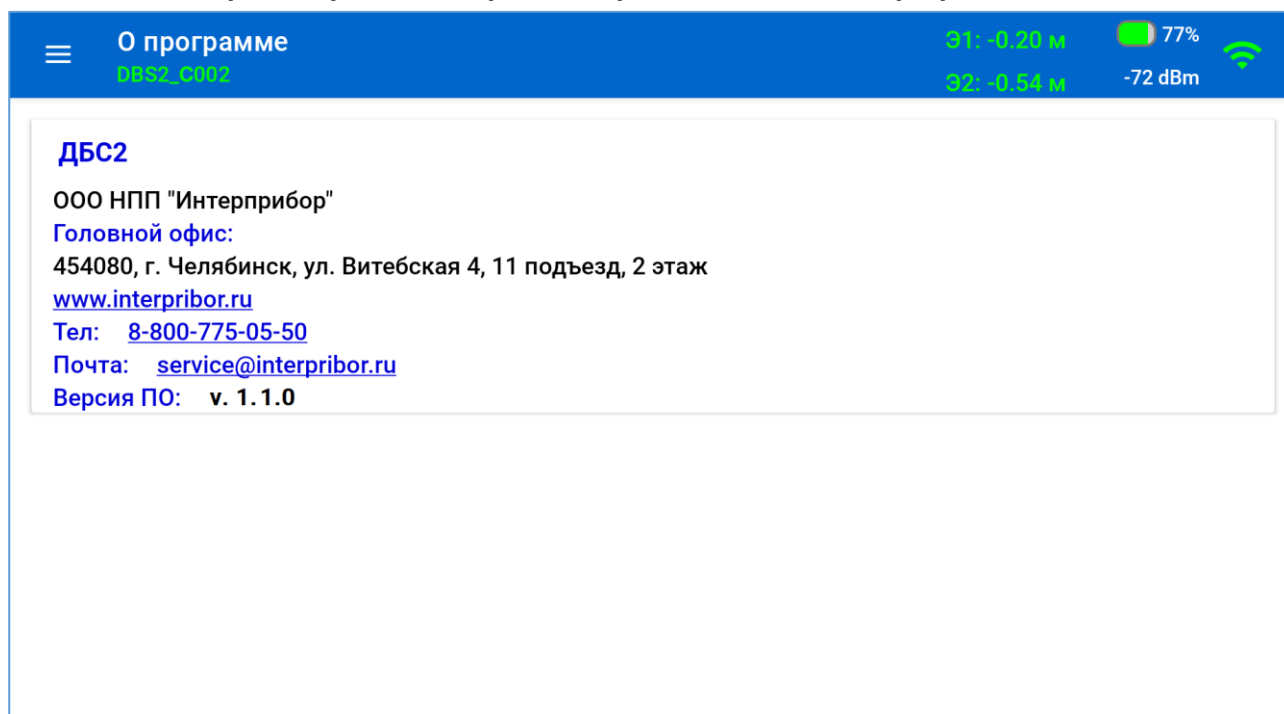 О программе
DBS2_C002
Э1: -0.20 м
Э2: -0.54 м
77%
-72 dBm
ДБС2
ООО НПП "Интерприбор"
Головной офис:
454080, г. Челябинск, ул. Витебская 4, 11 подъезд, 2 этаж
www.interpribor.ru
Тел: 8-800-775-05-50
Почта: service@interpribor.ru
Версия ПО: v. 1.1.0